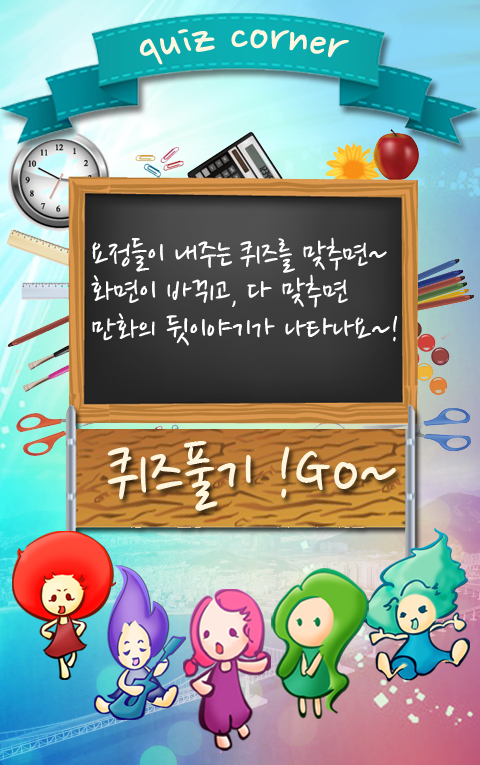 quiz corner
요정들이 내주는 퀴즈를 맞추면~
화면이 바뀌고, 다 맞추면
만화의 뒷이야기가 나타나요~!
퀴즈풀기 !Go~